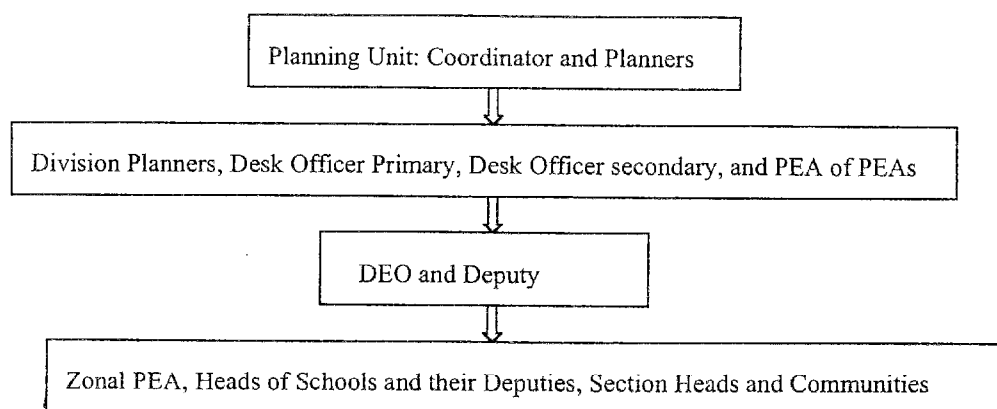 Planning Unit: Coordinator and Planners
Division Planners, Desk Officer Primary, Desk Officer secondary, and PEA of PEAs
DEO and Deputy
Zonal PEA, Heads of Schools and their Deputies, Section Heads and Communities